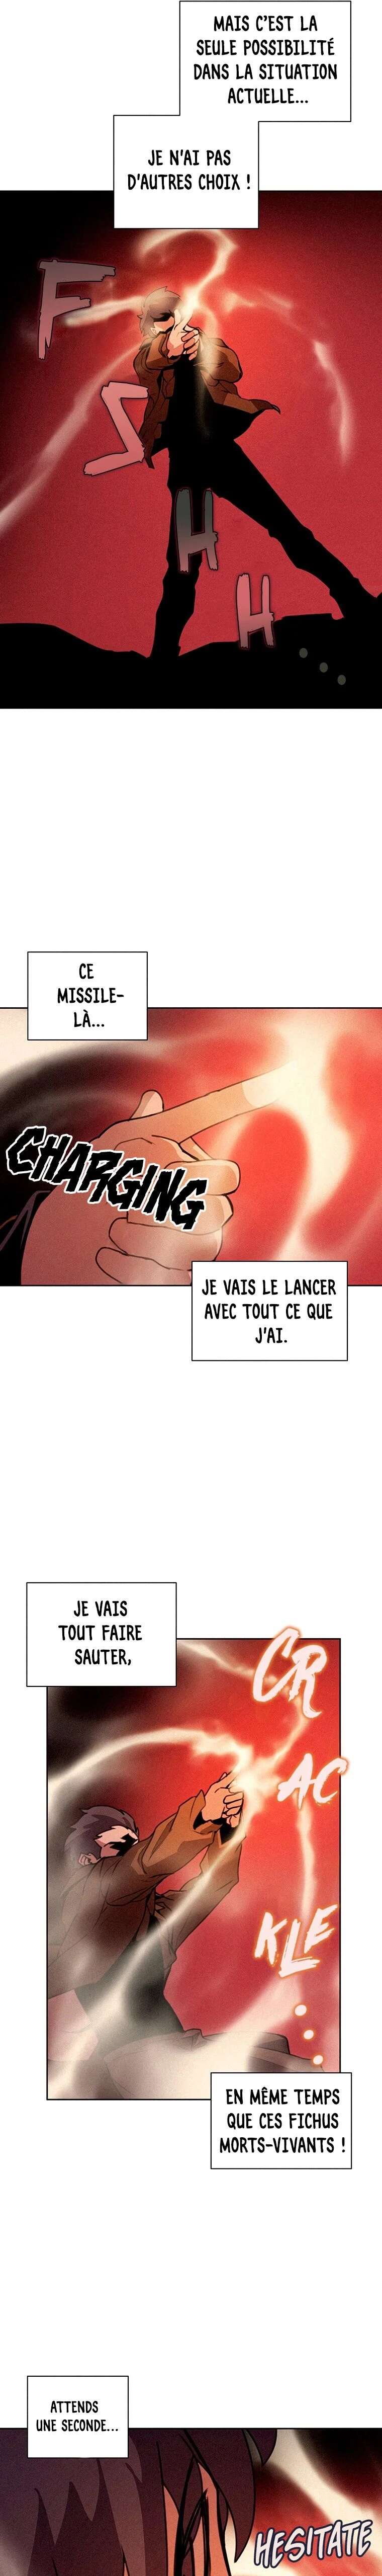 MAIS C'EST LA
SEULE POSSIBILITÉ
DANS LA SITUATION
ACTUELLE...
JE N'AI PAS
D'AUTRES CHOIX !
FSHH...
CE
MISSILE-
LÀ...
CHARGING
JE VAIS LE LANCER
AVEC TOUT CE QUE
J'AI.
JE VAIS
TOUT FAIRE
SAUTER,
CR
AC
KLE...
EN MÊME TEMPS
QUE CES FICHUS
MORTS-VIVANTS !
ATTENDS
UNE SECONDE...
HESITATE